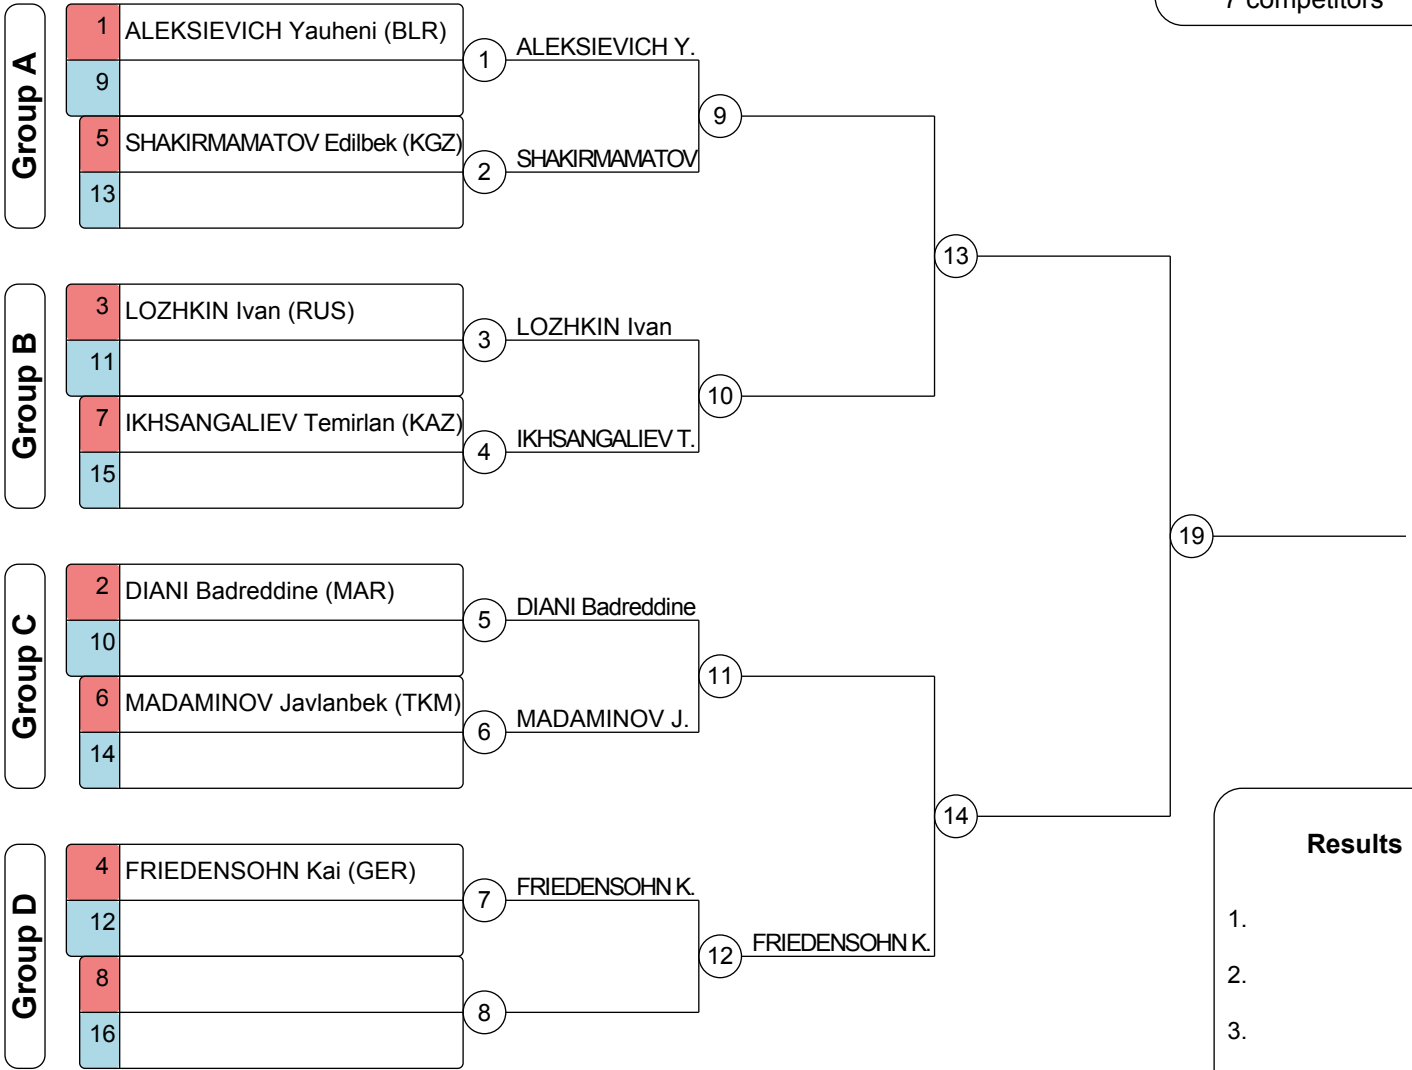 7 competitors
Group A
1 ALEKSIEVICH Yauheni (BLR)
9
5 SHAKIRMAMATOV Edilbek (KGZ)
13
1 ALEKSIEVICH Y.
2 SHAKIRMAMATOV
9
Group B
3 LOZHKIN Ivan (RUS)
11
7 IKHSANGALIEV Temirlan (KAZ)
15
3 LOZHKIN Ivan
4 IKHSANGALIEV T.
10
13
Group C
2 DIANI Badreddine (MAR)
10
6 MADAMINOV Javlanbek (TKM)
14
5 DIANI Badreddine
6 MADAMINOV J.
11
Group D
4 FRIEDENSOHN Kai (GER)
12
8
16
7 FRIEDENSOHN K.
8
12 FRIEDENSOHN K.
14
19
Results
1.
2.
3.